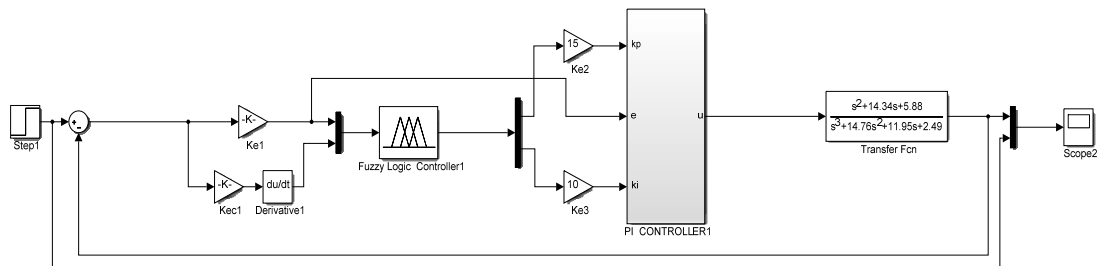 15
Ke2
kp
Step1
+
-
-K-
Ke1
Fuzzy Logic Controller1
e
u
s2+14.34s+5.88
s3+14.76s2+11.95s+2.49
Transfer Fcn
Scope2
-K-
Kec1
du/dt
Derivative1
10
Ke3
ki
PI CONTROLLER1